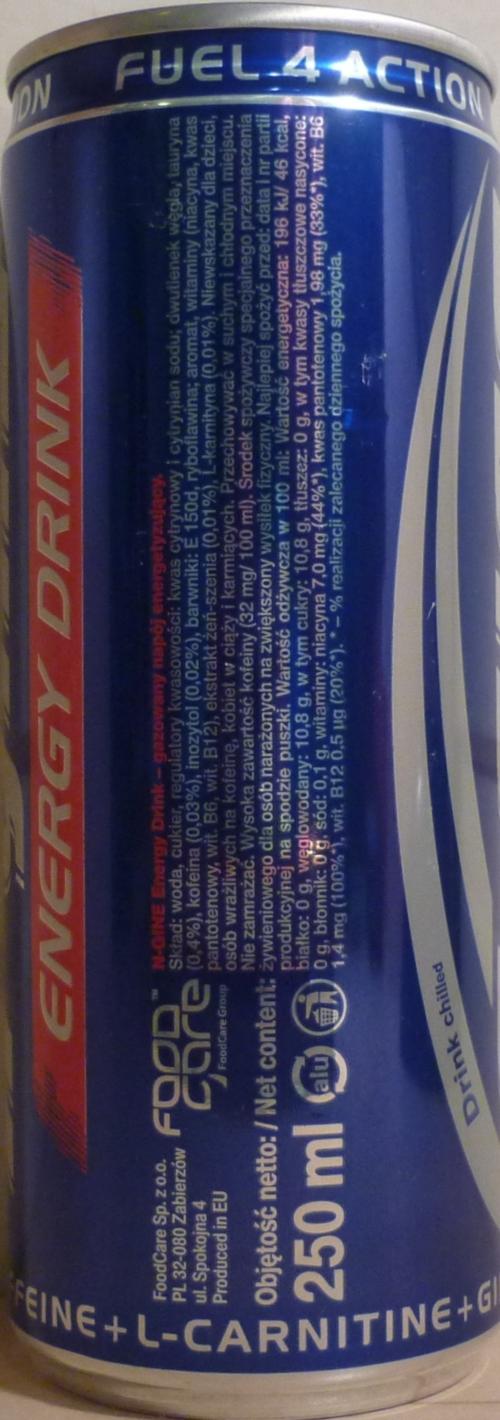 FUEL 4 ACTION
ENERGY DRINK
N-GINE Energy Drink – gazowany napój energetyzujący.
Skład: woda, cukier, regulatory kwasowości: kwas cytrynowy i cytrynian sodu; dwutlenek węgla, tauryna
(0,4%), kofeina (0,03%), inozytol (0,02%), barwniki: E 150d, ryboflawina; aromat, witaminy (niacyna, kwas
pantotenowy, wit. B6, wit. B12), ekstrakt żeń-szenia (0,01%), L-karnityna (0,01%). Niewskazany dla dzieci,
osób wrażliwych na kofeinę, kobiet w ciąży i karmiących. Przechowywać w suchym i chłodnym miejscu.
Nie zamrażać. Wysoka zawartość kofeiny (32 mg/ 100 ml). Środek spożywczy specjalnego przeznaczenia
żywieniowego dla osób narażonych na zwiększony wysiłek fizyczny. Najlepiej spożyć przed: data i nr partii
produkcyjnej na spodzie puszki. Wartość odżywcza w 100 ml: Wartość energetyczna: 196 kJ/ 46 kcal,
białko: 0 g, węglowodany: 10,8 g, w tym cukry: 10,8 g, tłuszcz: 0 g, w tym kwasy tłuszczowe nasycone:
0 g, błonnik: 0 g, sód: 0,1 g, witaminy: niacyna 7,0 mg (44%*), kwas pantotenowy 1,98 mg (33%*), wit. B6
1,4 mg (100%*), wit. B12 0,5 µg (20%*). * – % realizacji zalecanego dziennego spożycia.
FoodCare Sp. z o.o.
PL 32-080 Zabierzów
ul. Spokojna 4
Produced in EU
FOOD care™
FoodCare Group
Objętość netto: / Net content:
250 ml
alu
Drink chilled
FEINE + L-CARNITINE + GI